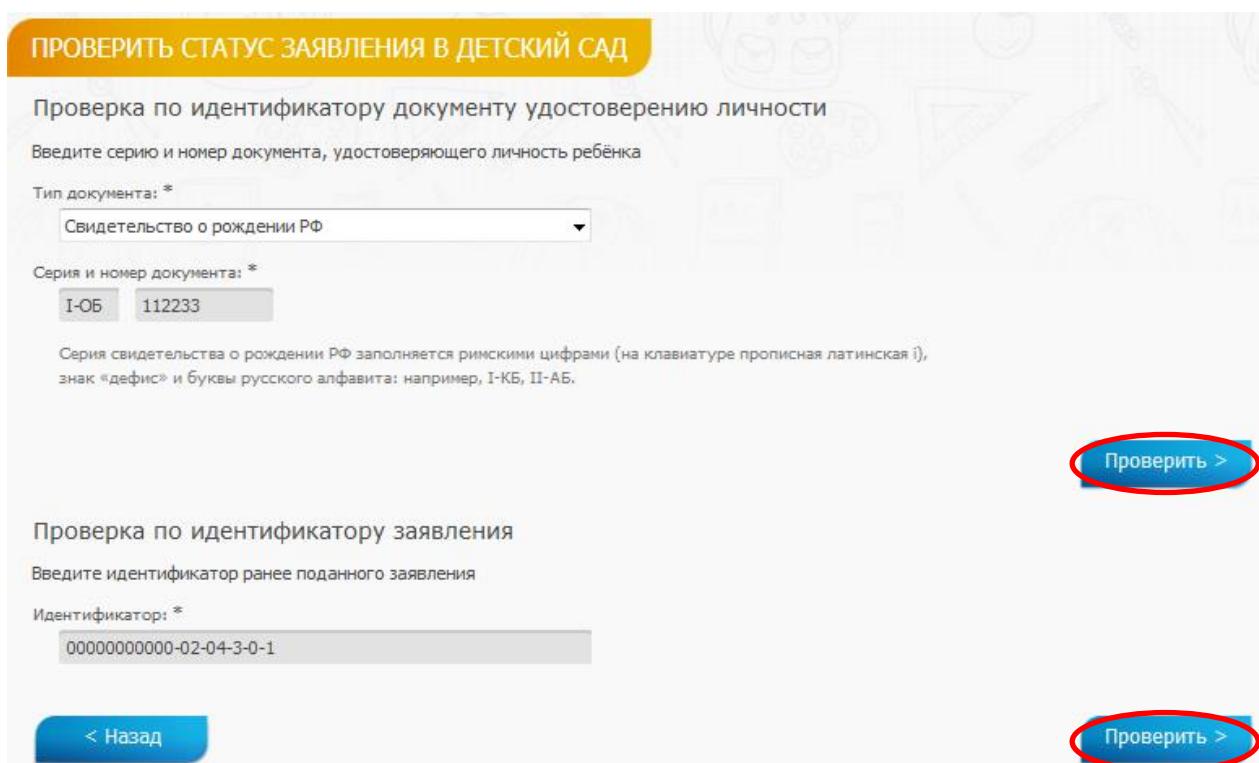 ПРОВЕРИТЬ СТАТУС ЗАЯВЛЕНИЯ В ДЕТСКИЙ САД
Проверка по идентификатору документу удостоверению личности
Введите серию и номер документа, удостоверяющего личность ребёнка
Тип документа: *
Свидетельство о рождении РФ
Серия и номер документа: *
I-ОБ 112233
Серия свидетельства о рождении РФ заполняется римскими цифрами (на клавиатуре прописная латинская i),
знак «дефис» и буквы русского алфавита: например, I-КБ, II-АБ.
Проверить >
Проверка по идентификатору заявления
Введите идентификатор ранее поданного заявления
Идентификатор: *
00000000000-02-04-3-0-1
< Назад
Проверить >